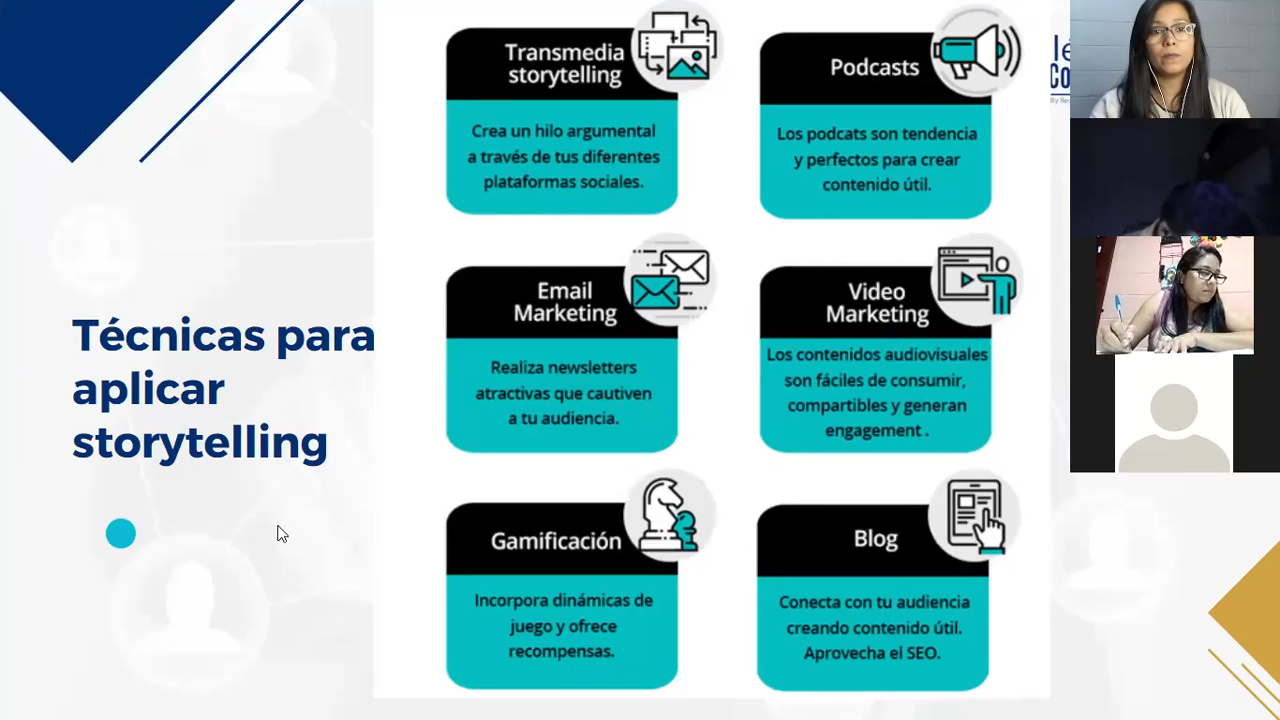 Técnicas para
aplicar
storytelling
Transmedia
storytelling
Crea un hilo argumental
a través de tus diferentes
plataformas sociales.
Podcasts
Los podcats son tendencia
y perfectos para crear
contenido útil.
Email
Marketing
Realiza newsletters
atractivas que cautiven
a tu audiencia.
Video
Marketing
Los contenidos audiovisuales
son fáciles de consumir,
compartibles y generan
engagement .
Gamificación
Incorpora dinámicas de
juego y ofrece
recompensas.
Blog
Conecta con tu audiencia
creando contenido útil.
Aprovecha el SEO.